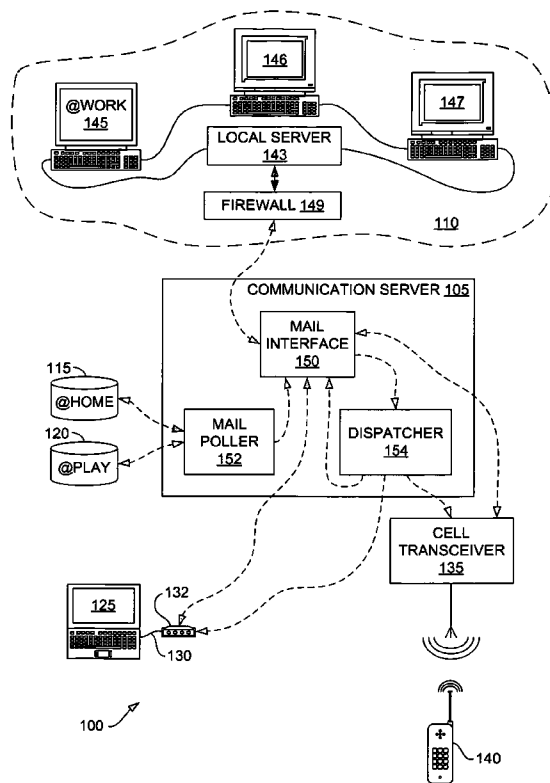 146
@WORK
145
147
LOCAL SERVER
143
FIREWALL 149
110
COMMUNICATION SERVER 105
MAIL
INTERFACE
150
115
@HOME
120
@PLAY
MAIL
POLLER
152
DISPATCHER
154
CELL
TRANSCEIVER
135
125
132
130
100
140